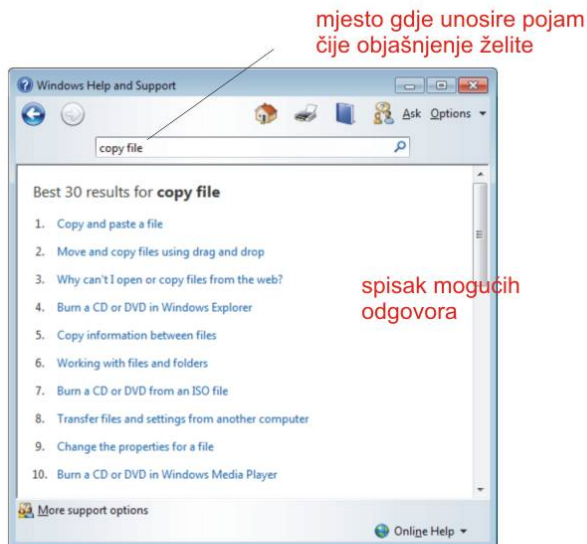 mjesto gdje unosire pojam
čije objašnjenje želite
Windows Help and Support
Ask Options
copy file
Best 30 results for copy file
1. Copy and paste a file
2. Move and copy files using drag and drop
3. Why can't I open or copy files from the web?
4. Burn a CD or DVD in Windows Explorer
5. Copy information between files
6. Working with files and folders
7. Burn a CD or DVD from an ISO file
8. Transfer files and settings from another computer
9. Change the properties for a file
10. Burn a CD or DVD in Windows Media Player
spisak mogućih
odgovora
More support options
Online Help